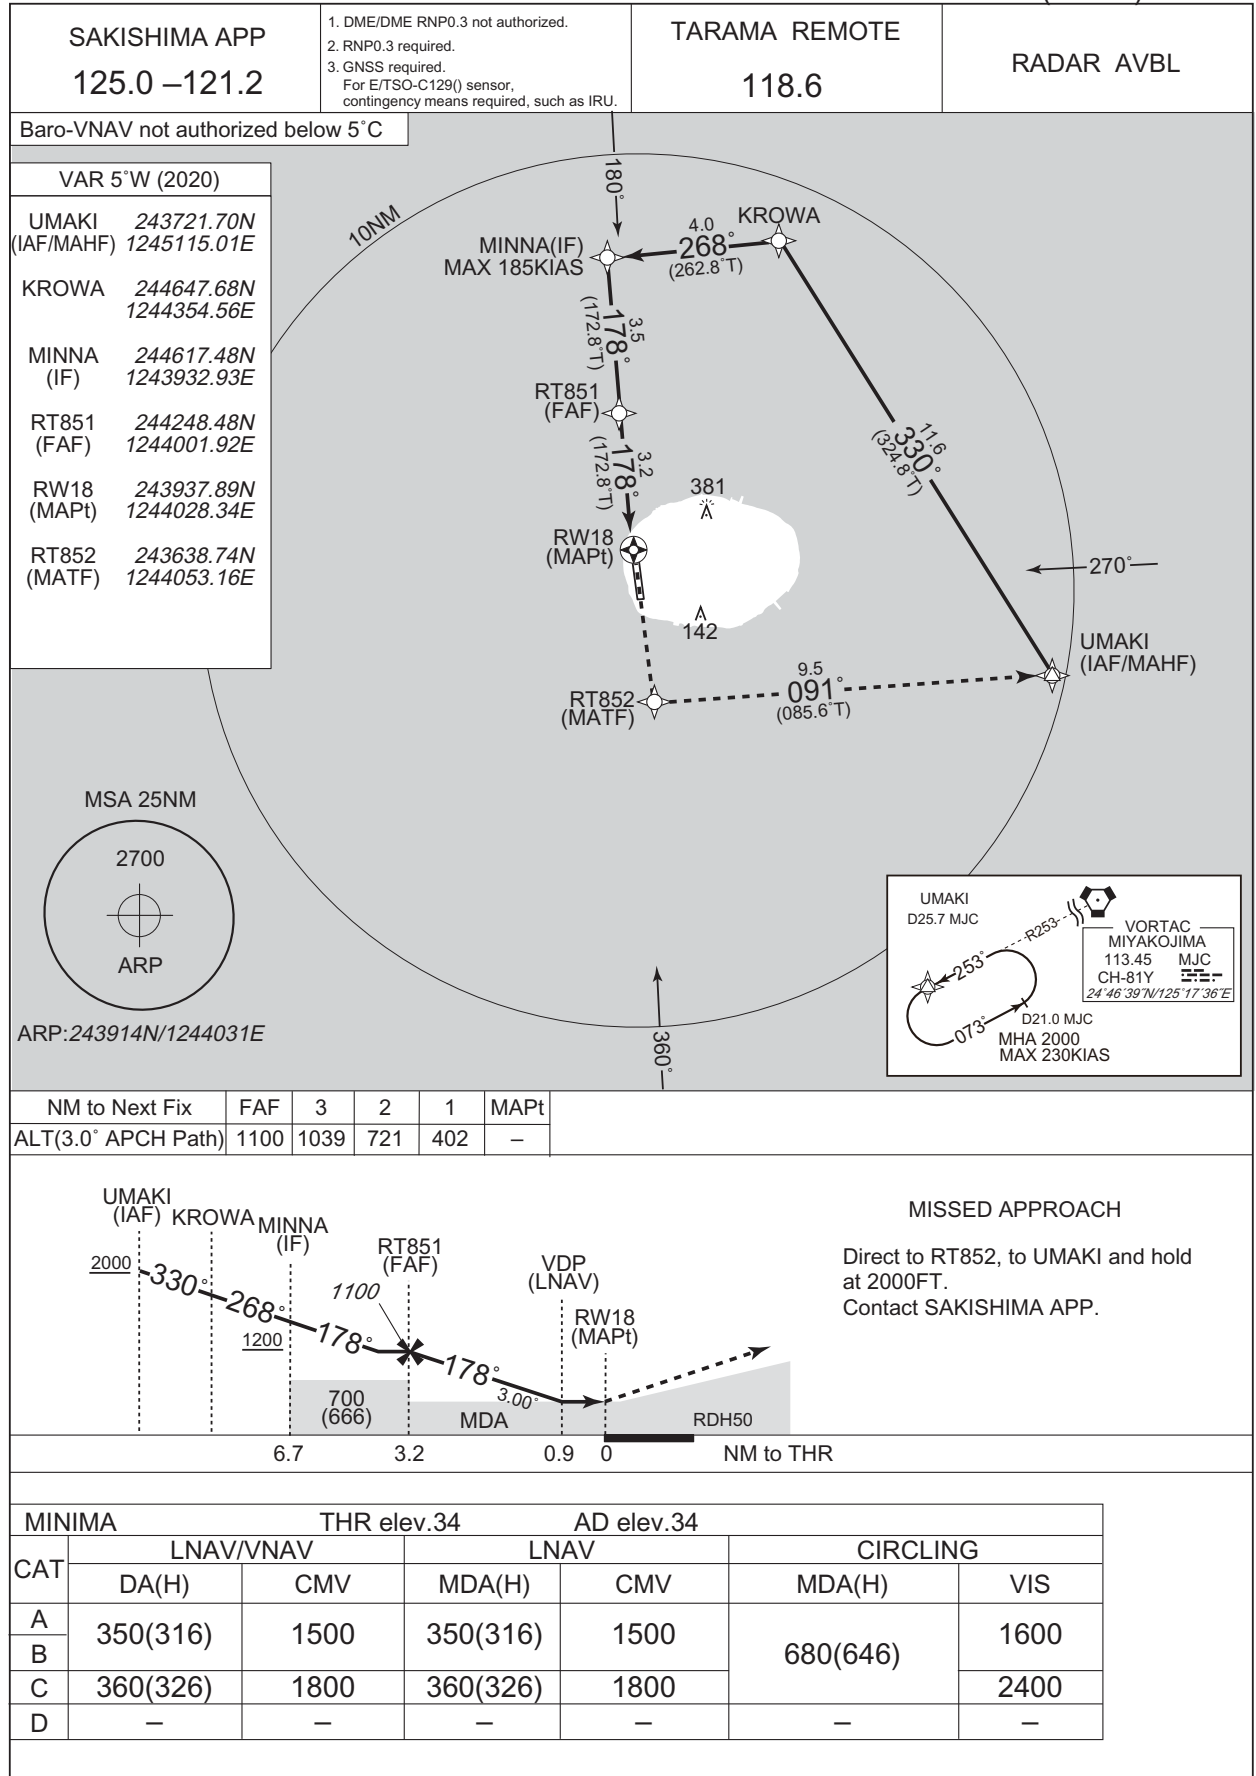 SAKISHIMA APP
125.0 –121.2
1. DME/DME RNP0.3 not authorized.
2. RNP0.3 required.
3. GNSS required.
For E/TSO-C129() sensor,
contingency means required, such as IRU.
TARAMA REMOTE
118.6
RADAR AVBL
Baro-VNAV not authorized below 5˚C
VAR 5˚W (2020)
UMAKI 243721.70N
(IAF/MAHF) 1245115.01E
KROWA 244647.68N
1244354.56E
MINNA 244617.48N
(IF) 1243932.93E
RT851 244248.48N
(FAF) 1244001.92E
RW18 243937.89N
(MAPt) 1244028.34E
RT852 243638.74N
(MATF) 1244053.16E
10NM
180˚
MINNA(IF)
MAX 185KIAS
4.0
268˚
(262.8˚T)
KROWA
3.5
178˚
(172.8˚T)
RT851
(FAF)
3.2
178˚
(172.8˚T)
11.6
330˚
(324.8˚T)
381
RW18
(MAPt)
270˚
142
UMAKI
(IAF/MAHF)
9.5
091˚
(085.6˚T)
RT852
(MATF)
MSA 25NM
2700
ARP
ARP:243914N/1244031E
360˚
UMAKI
D25.7 MJC
R253
253˚
073˚
D21.0 MJC
MHA 2000
MAX 230KIAS
VORTAC
MIYAKOJIMA
113.45 MJC
CH-81Y
24˚46´39˝N/125˚17´36˝E
NM to Next Fix FAF 3 2 1 MAPt
ALT(3.0˚ APCH Path) 1100 1039 721 402 –
UMAKI
(IAF)
KROWA
MINNA
(IF)
RT851
(FAF)
VDP
(LNAV)
RW18
(MAPt)
2000
330˚
268˚
1200
178˚
1100
178˚
3.00˚
700
(666)
MDA
RDH50
6.7 3.2 0.9 0 NM to THR
MISSED APPROACH
Direct to RT852, to UMAKI and hold
at 2000FT.
Contact SAKISHIMA APP.
MINIMA THR elev.34 AD elev.34
CAT LNAV/VNAV LNAV CIRCLING
DA(H) CMV MDA(H) CMV MDA(H) VIS
A
B
350(316) 1500 350(316) 1500 680(646) 1600
C 360(326) 1800 360(326) 1800 2400
D – – – – – –